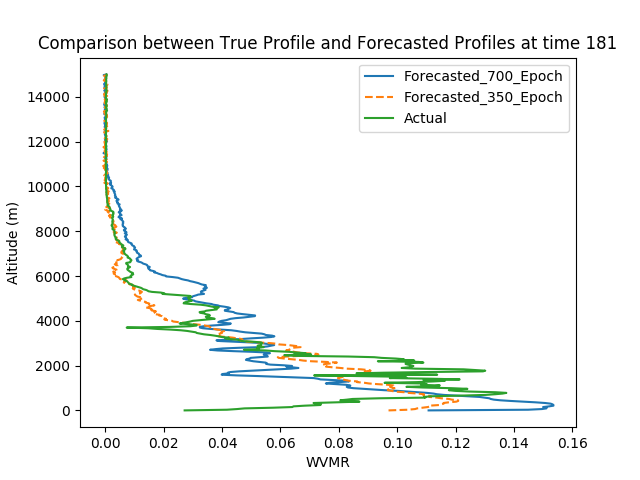 Comparison between True Profile and Forecasted Profiles at time 181
Forecasted_700_Epoch
Forecasted_350_Epoch
Actual
14000
12000
10000
8000
6000
4000
2000
0
Altitude (m)
0.00 0.02 0.04 0.06 0.08 0.10 0.12 0.14 0.16
WVMR